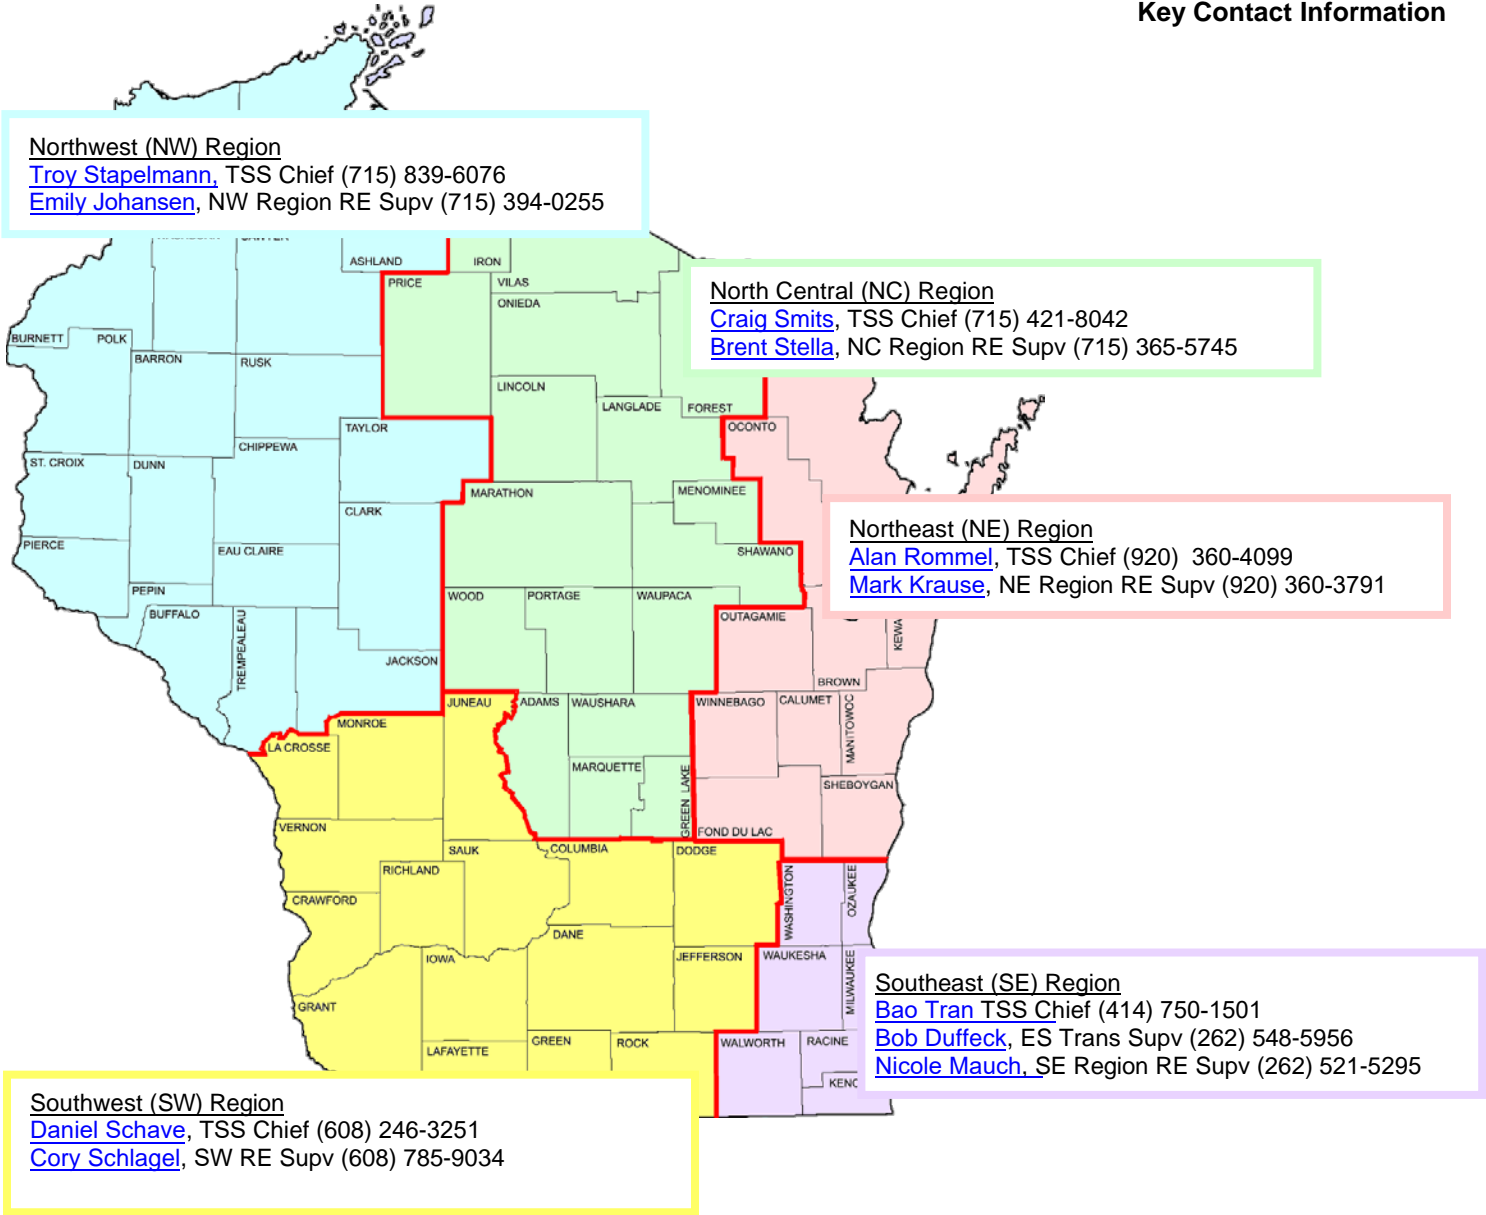 Key Contact Information
Northwest (NW) Region
Troy Stapelmann, TSS Chief (715) 839-6076
Emily Johansen, NW Region RE Supv (715) 394-0255
ASHLAND
IRON
PRICE
VILAS
ONIEDA
North Central (NC) Region
Craig Smits, TSS Chief (715) 421-8042
Brent Stella, NC Region RE Supv (715) 365-5745
BURNETT
POLK
BARRON
RUSK
LINCOLN
LANGLADE
FOREST
TAYLOR
OCONTO
CHIPPEWA
ST. CROIX
DUNN
MARATHON
MENOMINEE
CLARK
Northeast (NE) Region
Alan Rommel, TSS Chief (920)  360-4099
Mark Krause, NE Region RE Supv (920) 360-3791
PIERCE
EAU CLAIRE
SHAWANO
PEPIN
WOOD
PORTAGE
WAUPACA
BUFFALO
TREMPEALEAU
OUTAGAMIE
KEWA
JACKSON
BROWN
JUNEAU
ADAMS
WAUSHARA
WINNEBAGO
CALUMET
MANITOWOC
MONROE
LA CROSSE
MARQUETTE
GREEN LAKE
SHEBOYGAN
VERNON
FOND DU LAC
SAUK
COLUMBIA
DODGE
RICHLAND
WASHINGTON
OZAUKEE
CRAWFORD
DANE
IOWA
JEFFERSON
WAUKESHA
MILWAUKEE
Southeast (SE) Region
Bao Tran TSS Chief (414) 750-1501
Bob Duffeck, ES Trans Supv (262) 548-5956
Nicole Mauch, SE Region RE Supv (262) 521-5295
GRANT
LAFAYETTE
GREEN
ROCK
WALWORTH
RACINE
KENO
Southwest (SW) Region
Daniel Schave, TSS Chief (608) 246-3251
Cory Schlagel, SW RE Supv (608) 785-9034